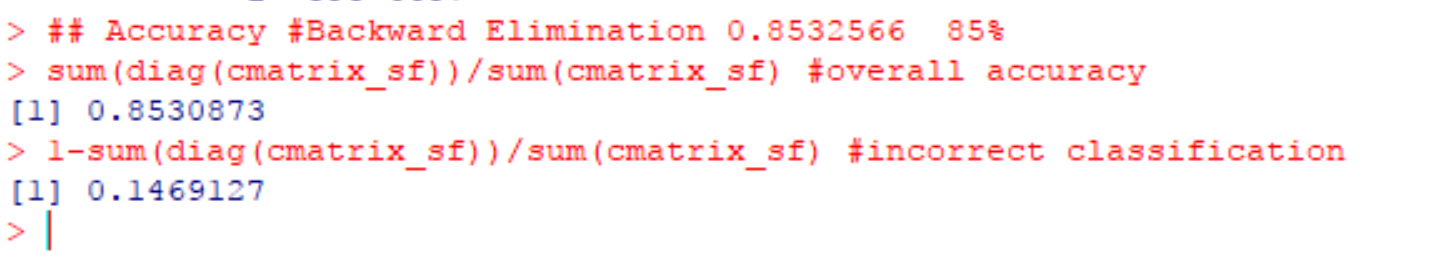 > ## Accuracy #Backward Elimination 0.8532566  85%
> sum(diag(cmatrix_sf))/sum(cmatrix_sf) #overall accuracy
[1] 0.8530873
> 1-sum(diag(cmatrix_sf))/sum(cmatrix_sf) #incorrect classification
[1] 0.1469127
>